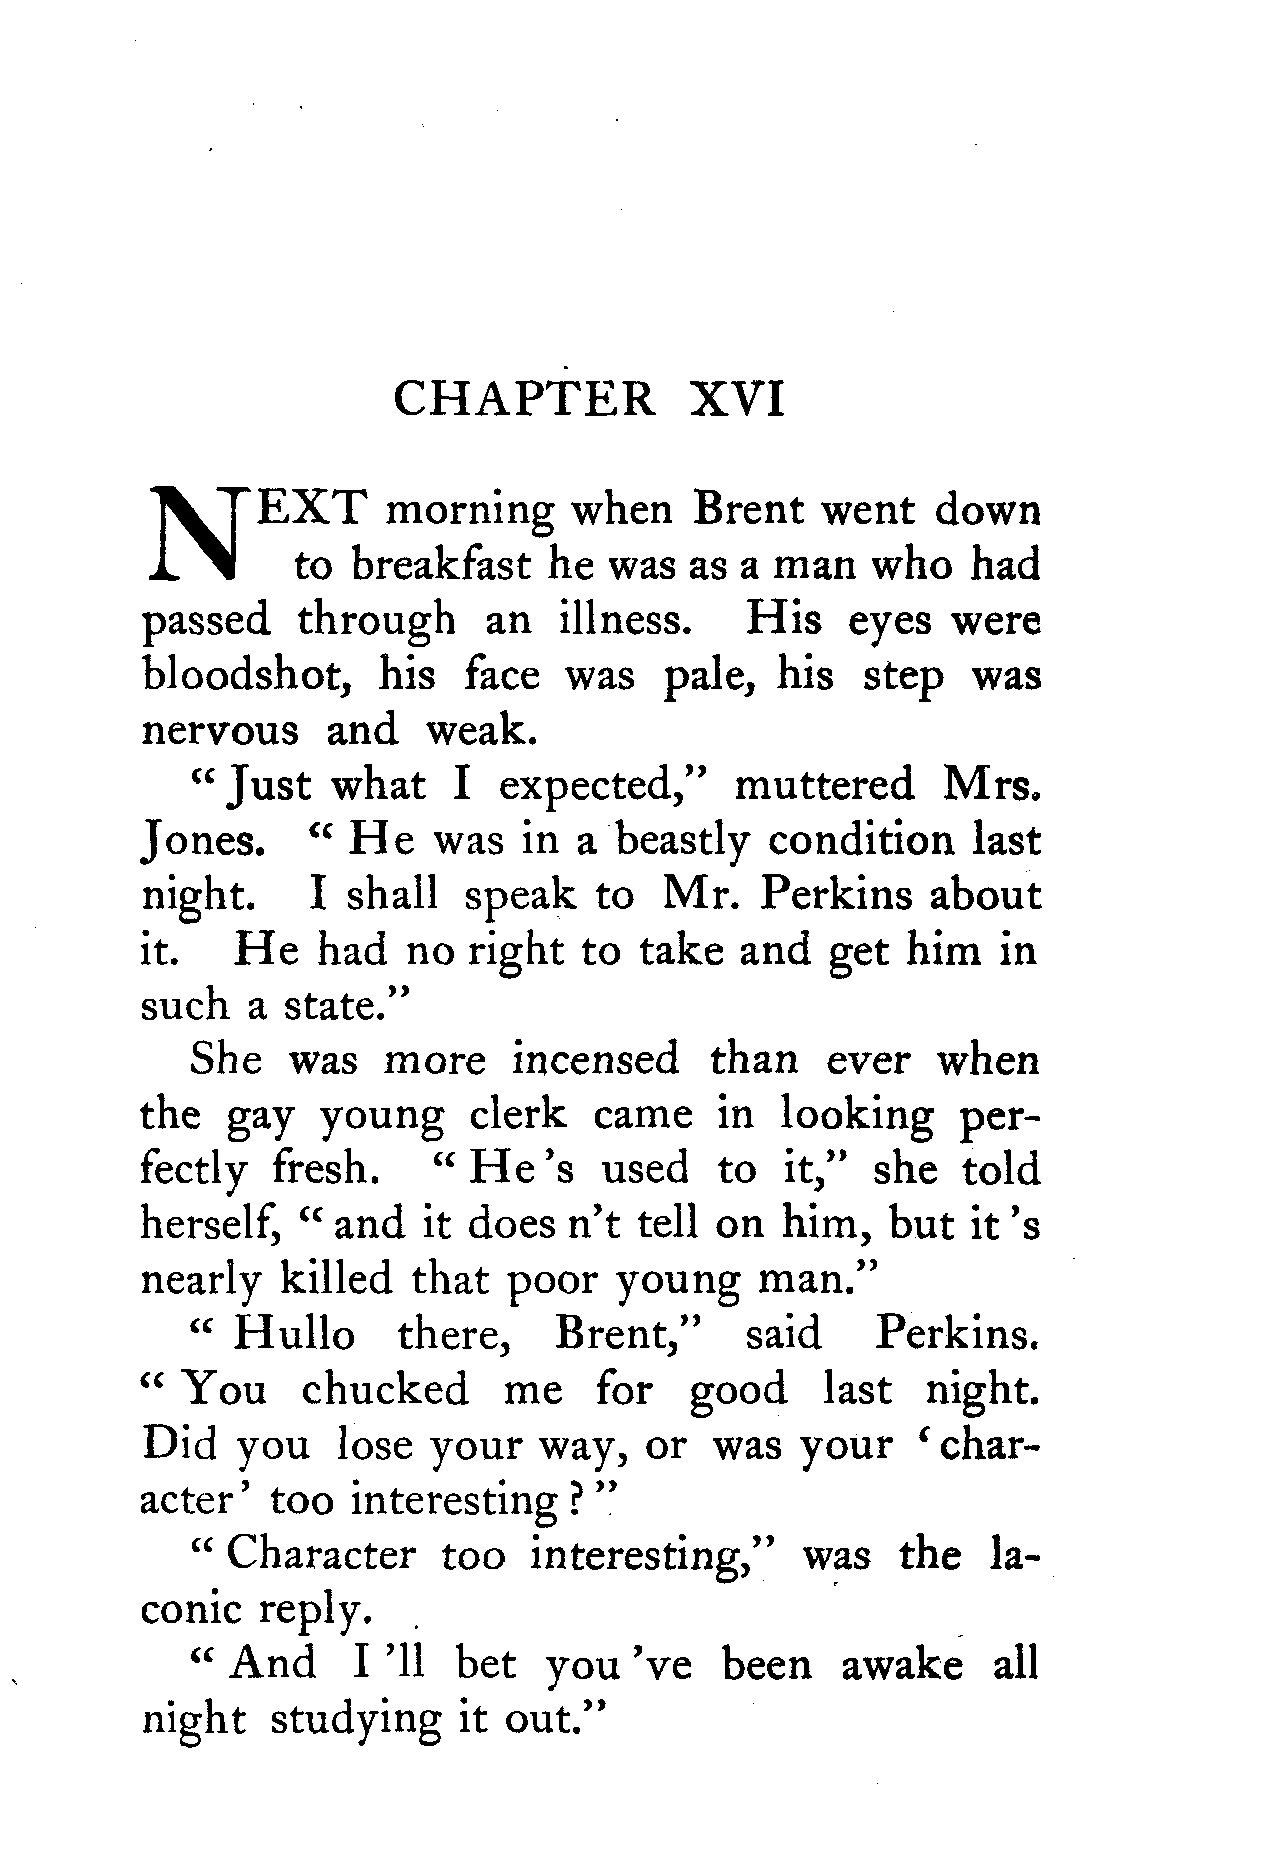 CHAPTER XVI
NEXT morning when Brent went down
to breakfast he was as a man who had
passed through an illness. His eyes were
bloodshot, his face was pale, his step was
nervous and weak.
“ Just what I expected,” muttered Mrs.
Jones. “ He was in a beastly condition last
night. I shall speak to Mr. Perkins about
it. He had no right to take and get him in
such a state.”
She was more incensed than ever when
the gay young clerk came in looking per-
fectly fresh. “ He ’s used to it,” she told
herself, “ and it does n’t tell on him, but it ’s
nearly killed that poor young man.”
“ Hullo there, Brent,” said Perkins.
“ You chucked me for good last night.
Did you lose your way, or was your ‘ char-
acter’ too interesting ? ”
“ Character too interesting,” was the la-
conic reply.
“ And I ’ll bet you ’ve been awake all
night studying it out.”